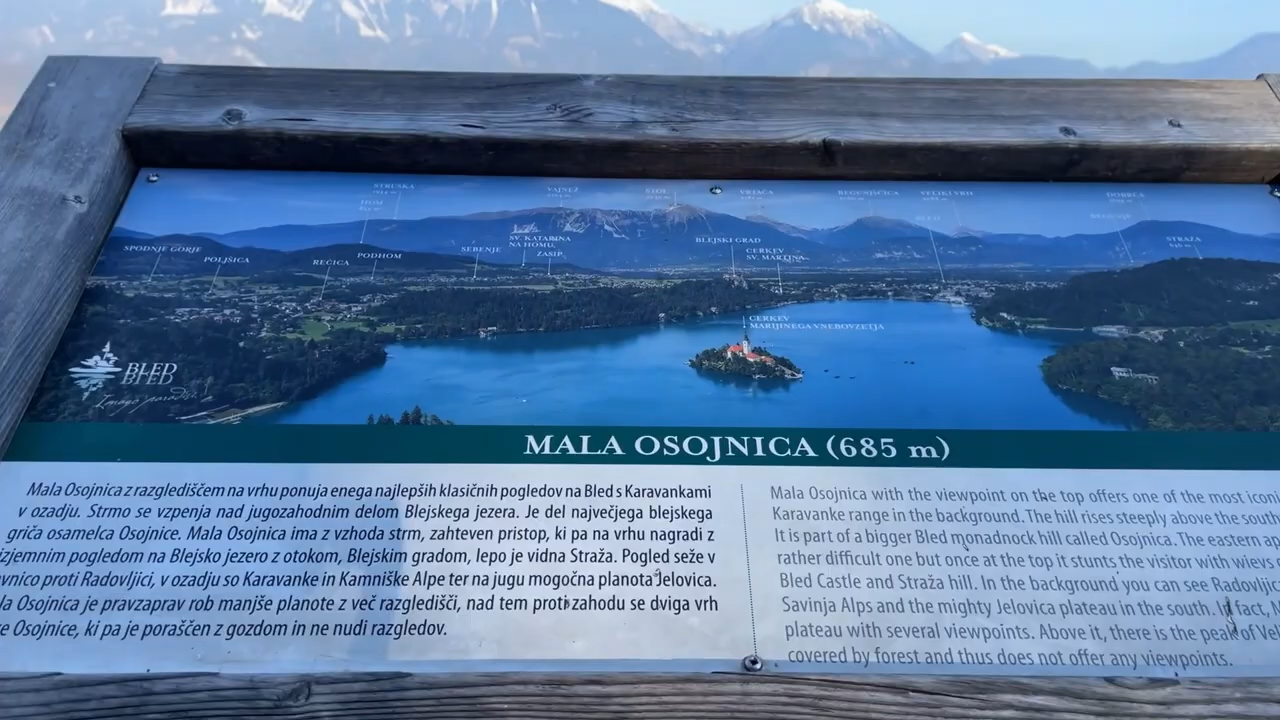 STRUŠKA
VAJNEŽ
STOL
VRTAČA
BEGUNJŠČICA
VELIKI VRH
DOBRČA
HOM
BLED
STRAŽA
SPODNJE GORJE
POLJŠICA
REČICA
PODHOM
SEBENJE
SV. KATARINA
NA HOMU,
ZASIP
BLEJSKI GRAD
CERKEV
SV. MARTINA
CERKEV
MARIJINEGA VNEBOVZETJA
BLED
BLED
Imago paradisi
MALA OSOJNICA (685 m)
Mala Osojnica z razglediščem na vrhu ponuja enega najlepših klasičnih pogledov na Bled s Karavankami
v ozadju. Strmo se vzpenja nad jugozahodnim delom Blejskega jezera. Je del največjega blejskega
griča osamelca Osojnice. Mala Osojnica ima z vzhoda strm, zahteven pristop, ki pa na vrhu nagradi z
izjemnim pogledom na Blejsko jezero z otokom, Blejskim gradom, lepo je vidna Straža. Pogled seže v
vnico proti Radovljici, v ozadju so Karavanke in Kamniške Alpe ter na jugu mogočna planota Jelovica.
la Osojnica je pravzaprav rob manjše planote z več razgledišči, nad tem proti zahodu se dviga vrh
e Osojnice, ki pa je poraščen z gozdom in ne nudi razgledov.
Mala Osojnica with the viewpoint on the top offers one of the most iconi
Karavanke range in the background. The hill rises steeply above the south
It is part of a bigger Bled monadnock hill called Osojnica. The eastern ap
rather difficult one but once at the top it stunts the visitor with wievs o
Bled Castle and Straža hill. In the background you can see Radovljic
Savinja Alps and the mighty Jelovica plateau in the south. In fact, M
plateau with several viewpoints. Above it, there is the peak of Vel
covered by forest and thus does not offer any viewpoints.